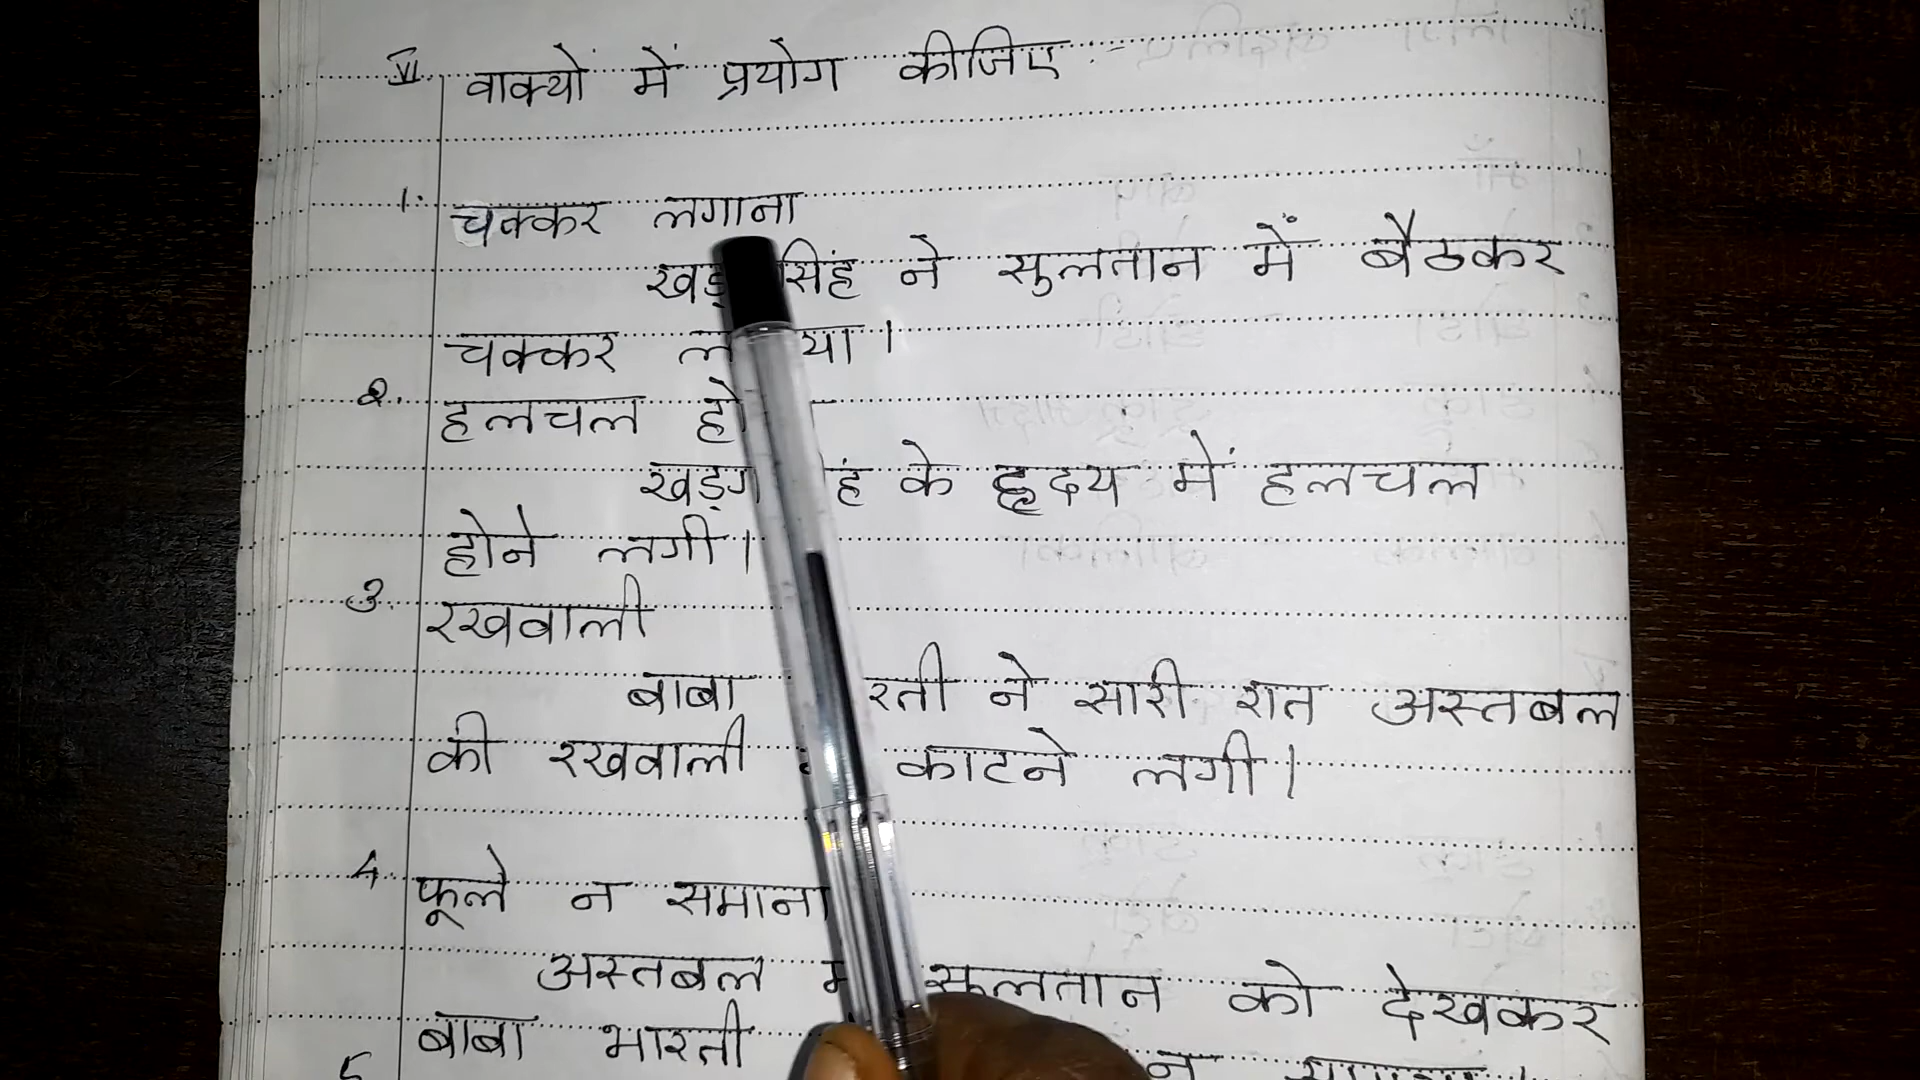 VI. वाक्यों में प्रयोग कीजिए :-
1. चक्कर लगाना
सिंह ने सुलतान में बैठकर
चक्कर
2. हलचल
के हृदय में हलचल
होने लगी।
3. रखवाली
बाबा ने सारी रात अस्तबल
की रखवाली काटने लगी।
4. फूले न समाना
अस्तबल सुलतान को देखकर
बाबा भारती न
5